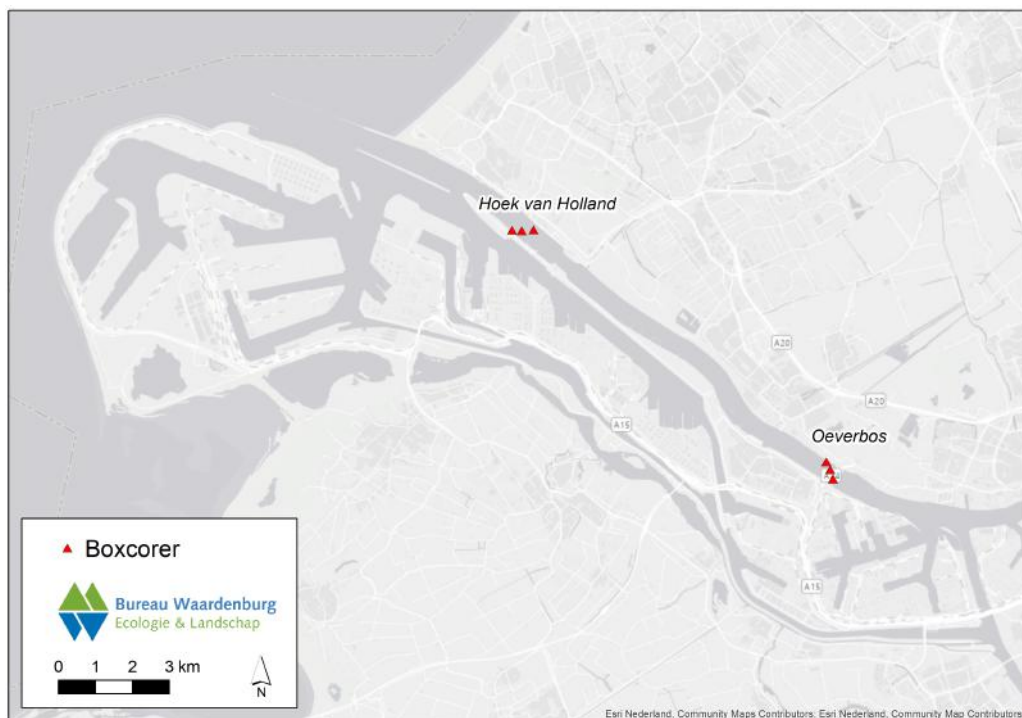 Hoek van Holland
A20
A20
Oeverbos
A15
A15
Boxcorer
Bureau Waardenburg
Ecologie & Landschap
0 1 2 3 km
N
Esri Nederland, Community Maps Contributors, Esri Nederland, Community Map Contributors